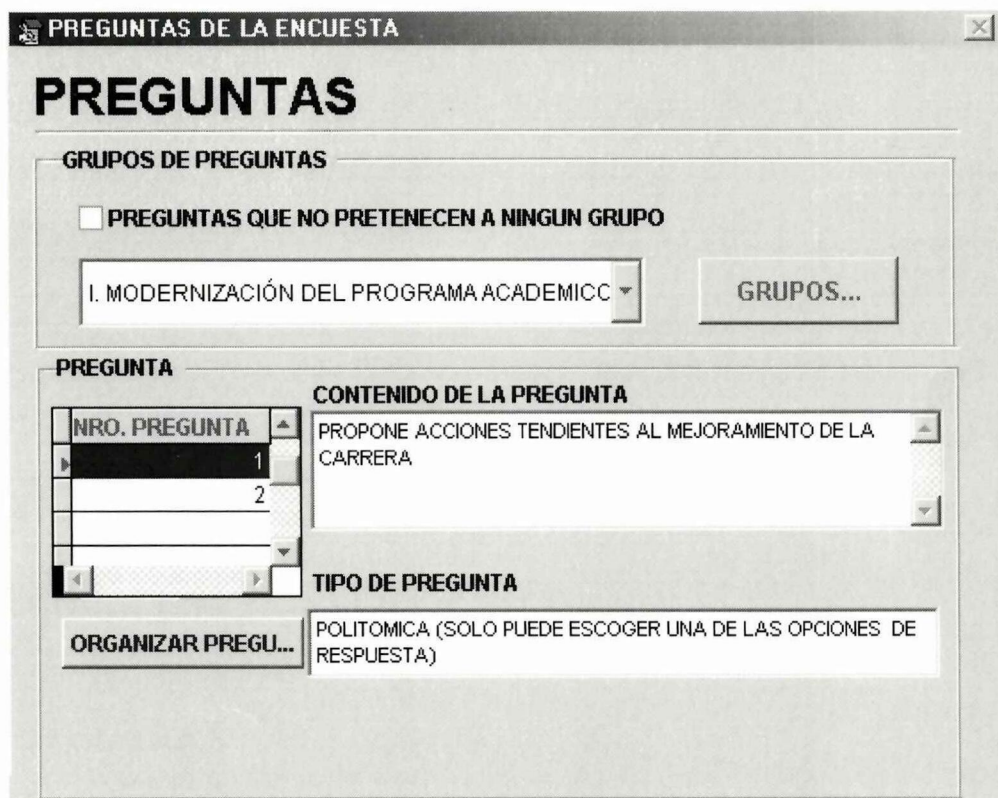 PREGUNTAS DE LA ENCUESTA
PREGUNTAS
GRUPOS DE PREGUNTAS
PREGUNTAS QUE NO PRETENECEN A NINGUN GRUPO
I. MODERNIZACIÓN DEL PROGRAMA ACADEMICO
GRUPOS...
PREGUNTA
NRO. PREGUNTA
1
2
CONTENIDO DE LA PREGUNTA
PROPONE ACCIONES TENDIENTES AL MEJORAMIENTO DE LA
CARRERA
TIPO DE PREGUNTA
ORGANIZAR PREGU...
POLITOMICA (SOLO PUEDE ESCOGER UNA DE LAS OPCIONES DE
RESPUESTA)